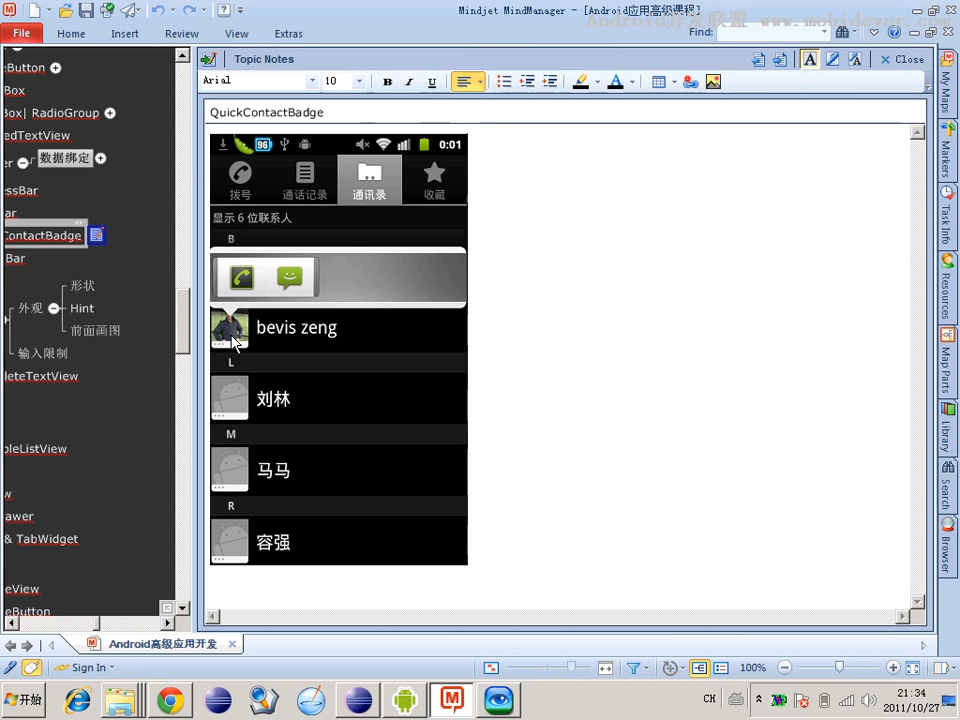 Mindjet MindManager - [Android应用高级课程]
Android开发联盟 www.mobidever.com
File
Home
Insert
Review
View
Extras
Find:
Topic Notes
Close
Arial
10
B
I
U
QuickContactBadge
eButton
Box
Box| RadioGroup
edTextView
er
数据绑定
essBar
ar
ContactBadge
Bar
形状
外观
Hint
前面画图
输入限制
leteTextView
bleListView
w
awer
& TabWidget
eView
eButton
96
0:01
拨号
通话记录
通讯录
收藏
显示 6 位联系人
B
bevis zeng
L
刘林
M
马马
R
容强
My Maps
Markers
Task Info
Resources
Map Parts
Library
Search
Browser
Android高级应用开发
Sign In
100%
开始
CH
21:34
2011/10/27